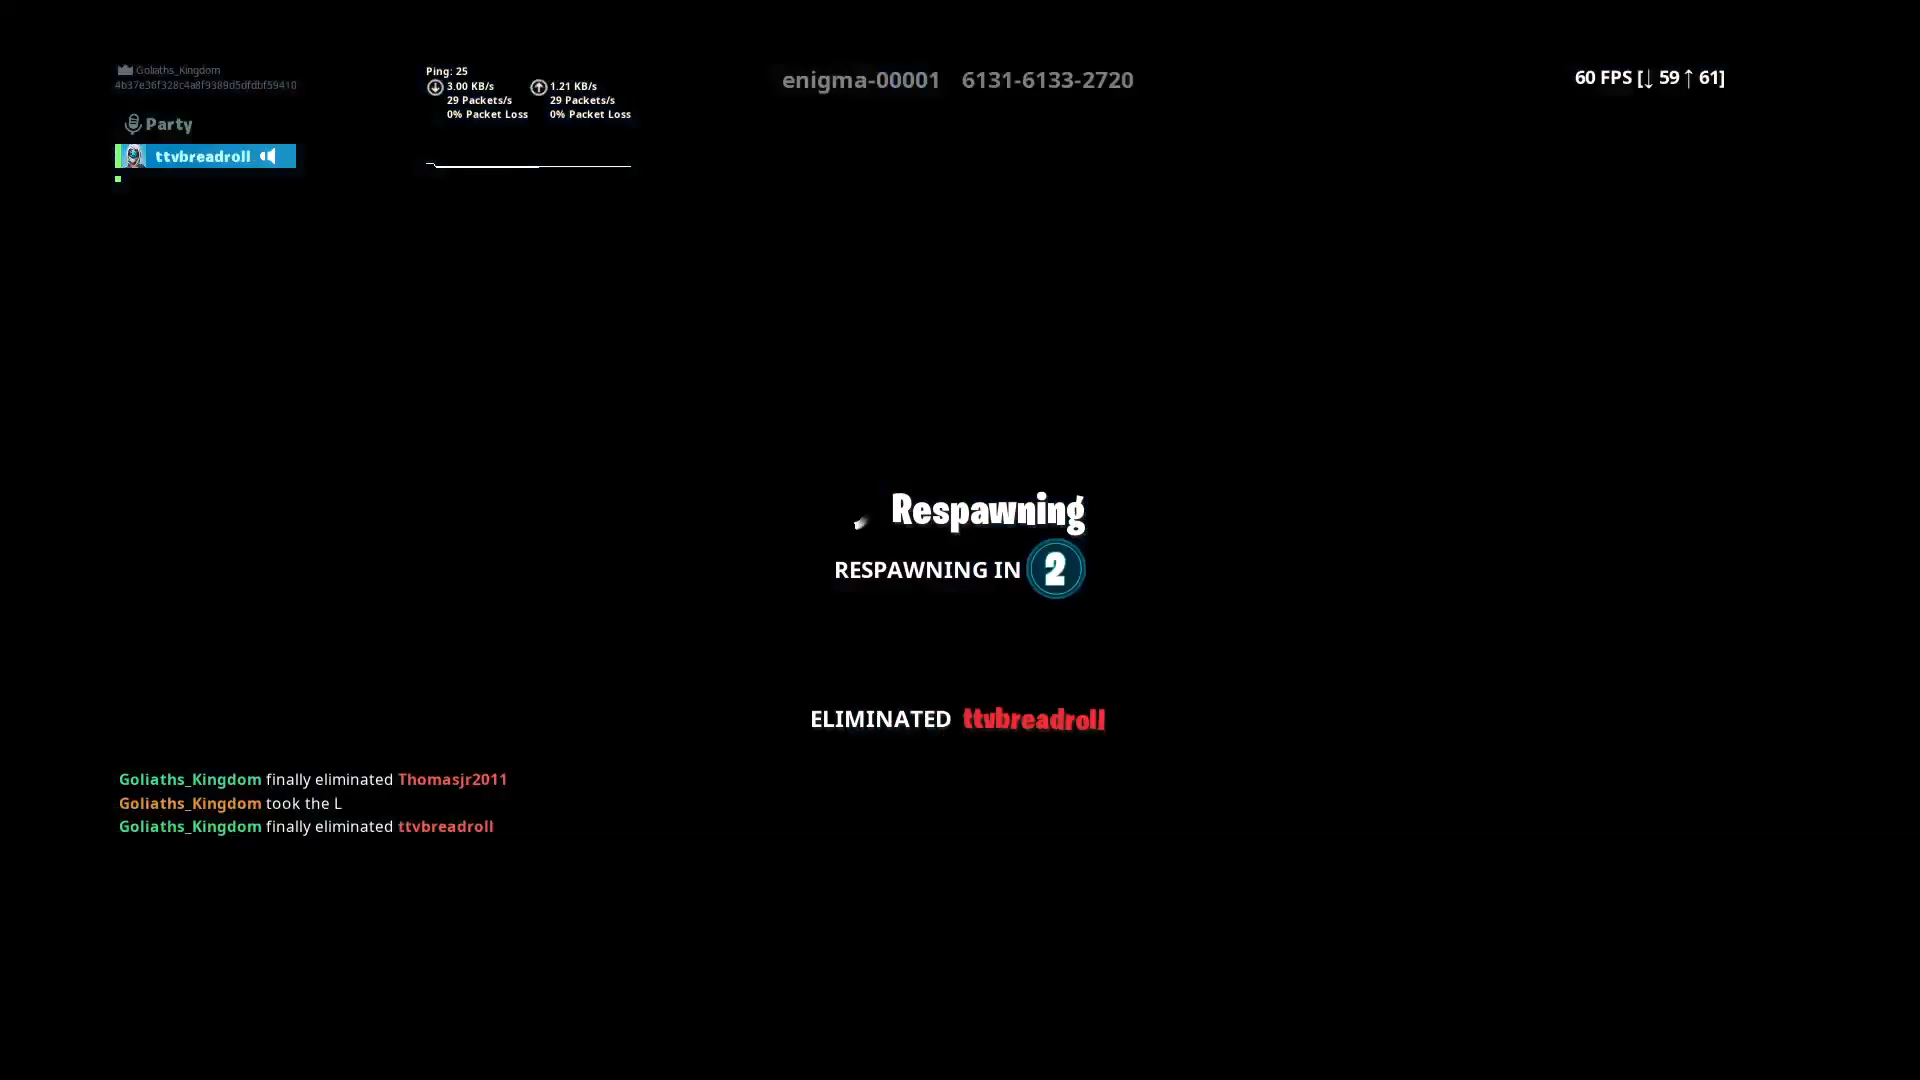 Goliaths_Kingdom
4b37e36f328c4a8f9389d5dfdbf59410
Party
ttvbreadroll
Ping: 25
3.00 KB/s 1.21 KB/s
29 Packets/s 29 Packets/s
0% Packet Loss 0% Packet Loss
enigma-00001 6131-6133-2720
60 FPS [↓ 59 ↑ 61]
Respawning
RESPAWNING IN 2
ELIMINATED ttvbreadroll
Goliaths_Kingdom finally eliminated Thomasjr2011
Goliaths_Kingdom took the L
Goliaths_Kingdom finally eliminated ttvbreadroll